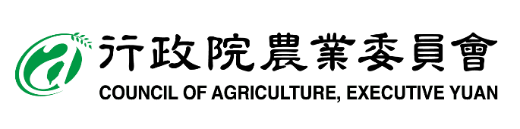 行政院農業委員會
COUNCIL OF AGRICULTURE, EXECUTIVE YUAN